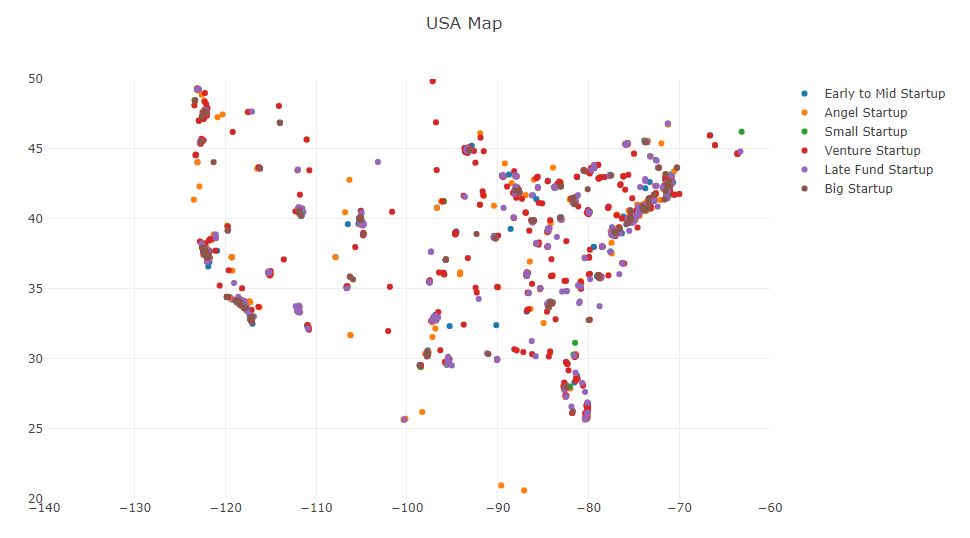 USA Map
50
45
40
35
30
25
20
−140
−130
−120
−110
−100
−90
−80
−70
−60
Early to Mid Startup
Angel Startup
Small Startup
Venture Startup
Late Fund Startup
Big Startup